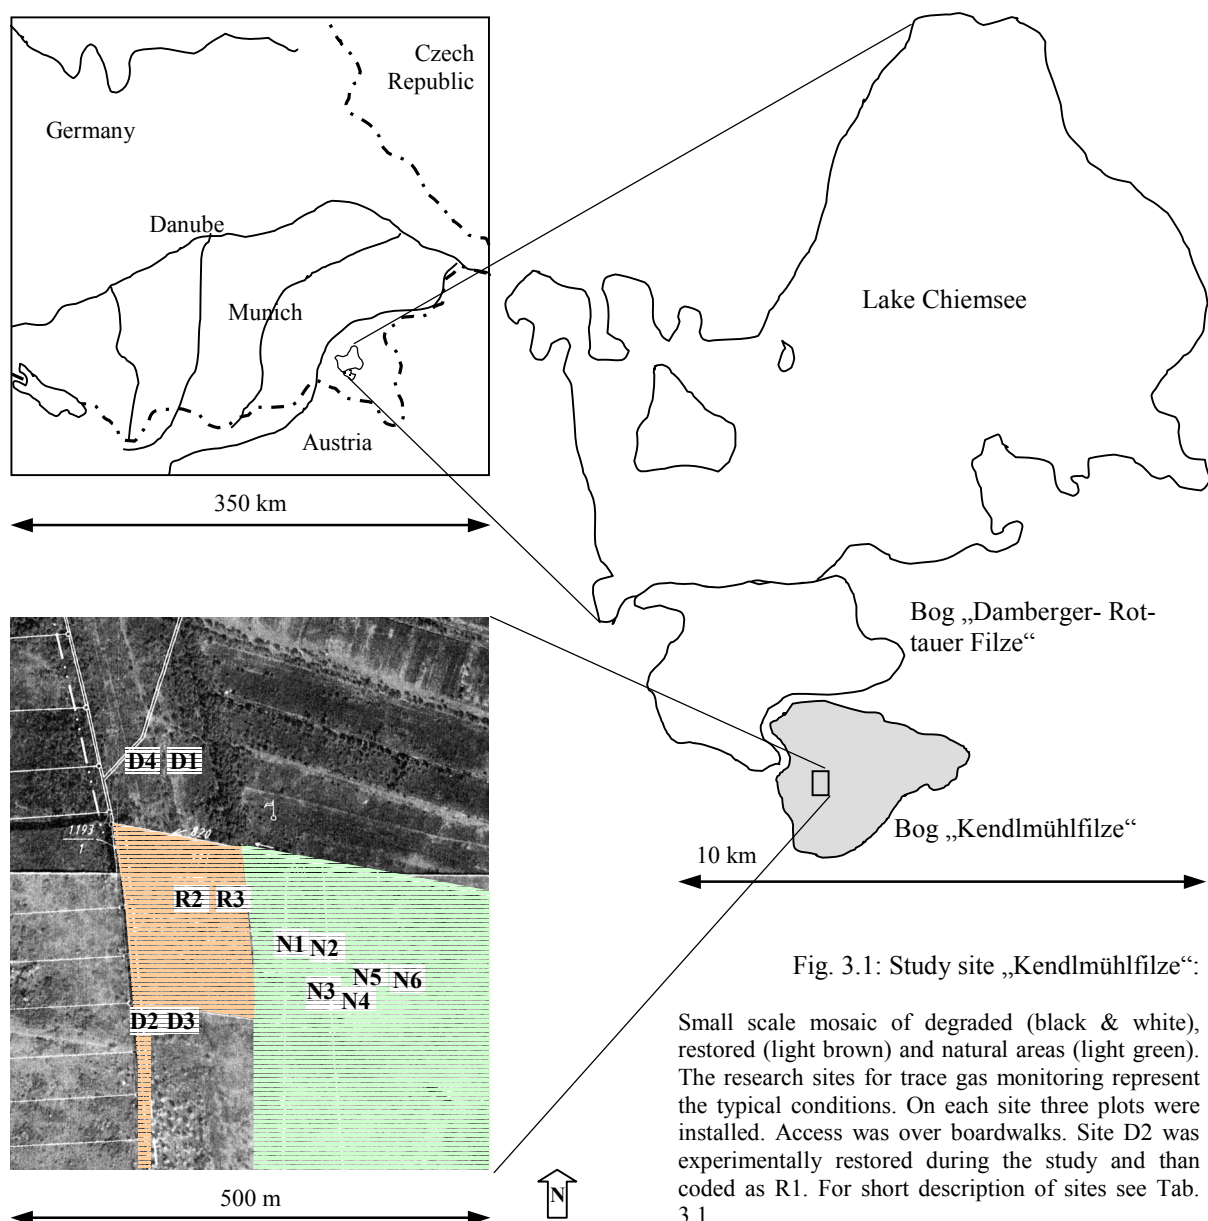 Czech
Republic
Germany
Danube
Munich
Austria
350 km
Lake Chiemsee
Bog „Damberger- Rot-
tauer Filze“
Bog „Kendlmühlfilze“
10 km
D4 D1
1193
1
820
R2 R3
N1 N2
N5 N6
N3 N4
D2 D3
500 m
N
Fig. 3.1: Study site „Kendlmühlfilze“:
Small scale mosaic of degraded (black & white),
restored (light brown) and natural areas (light green).
The research sites for trace gas monitoring represent
the typical conditions. On each site three plots were
installed. Access was over boardwalks. Site D2 was
experimentally restored during the study and than
coded as R1. For short description of sites see Tab.
3.1